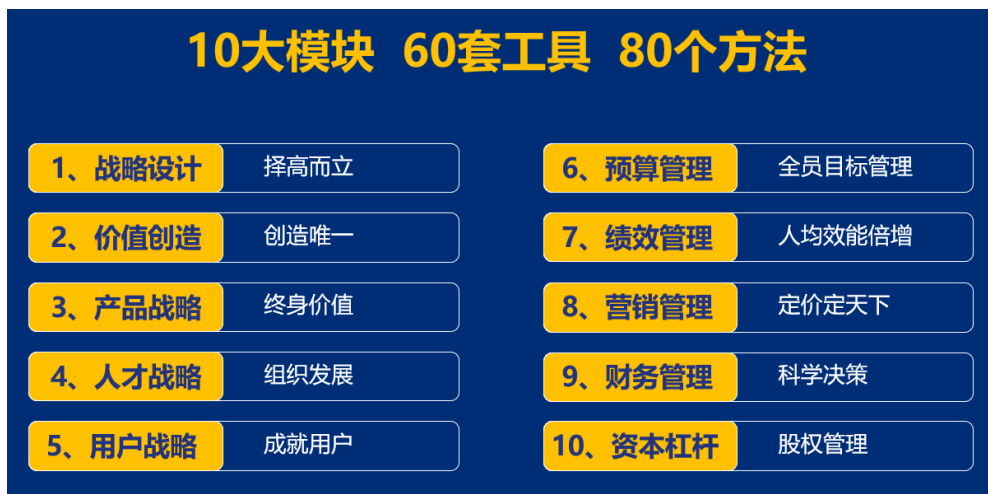 10大模块 60套工具 80个方法
1、战略设计 择高而立
2、价值创造 创造唯一
3、产品战略 终身价值
4、人才战略 组织发展
5、用户战略 成就用户
6、预算管理 全员目标管理
7、绩效管理 人均效能倍增
8、营销管理 定价定天下
9、财务管理 科学决策
10、资本杠杆 股权管理